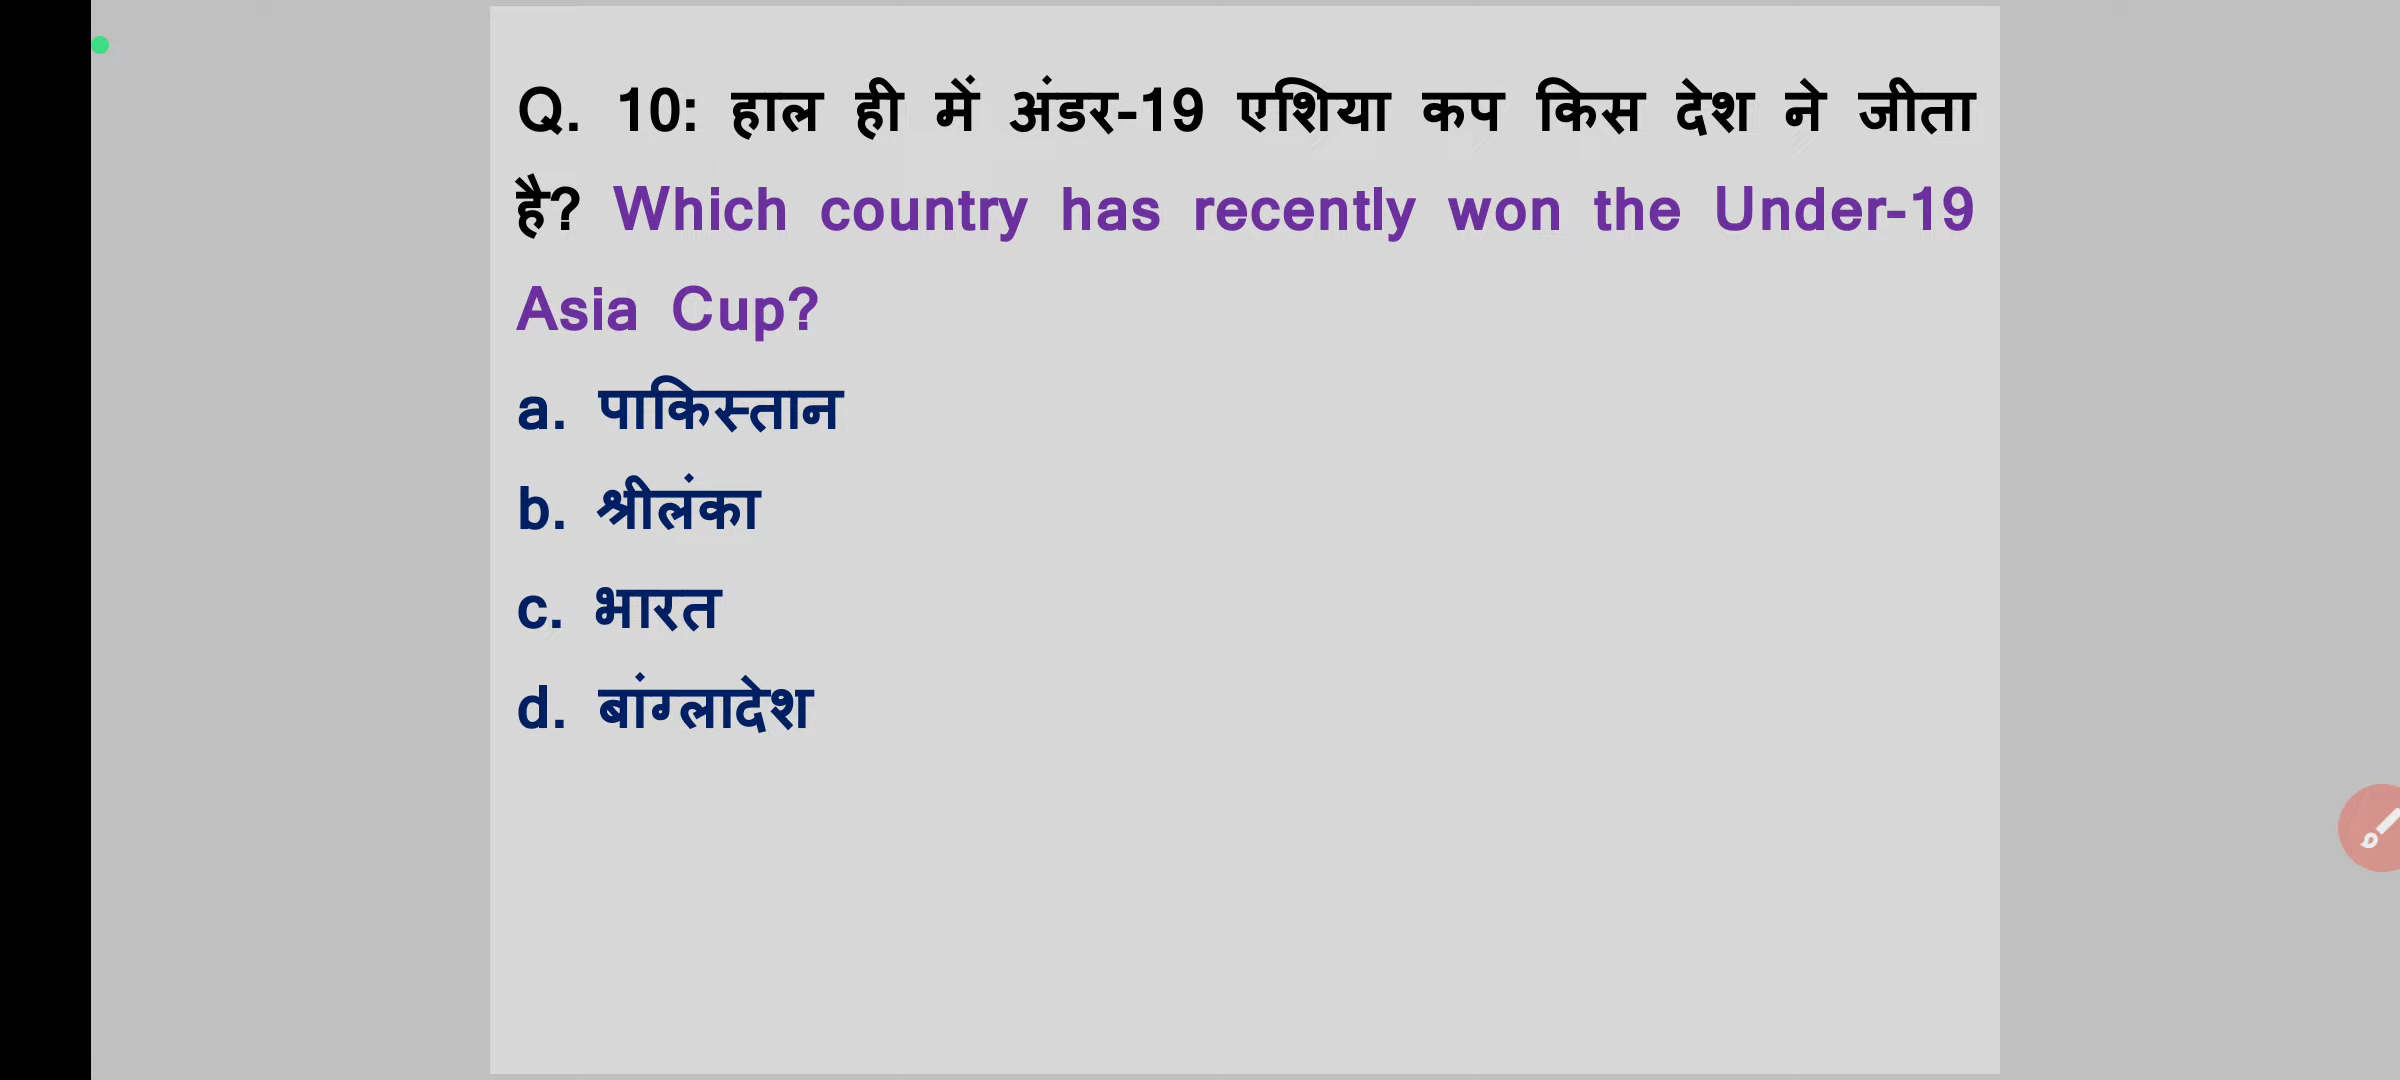 Q. 10: हाल ही में अंडर-19 एशिया कप किस देश ने जीता
है? Which country has recently won the Under-19
Asia Cup?
a. पाकिस्तान
b. श्रीलंका
c. भारत
d. बांग्लादेश